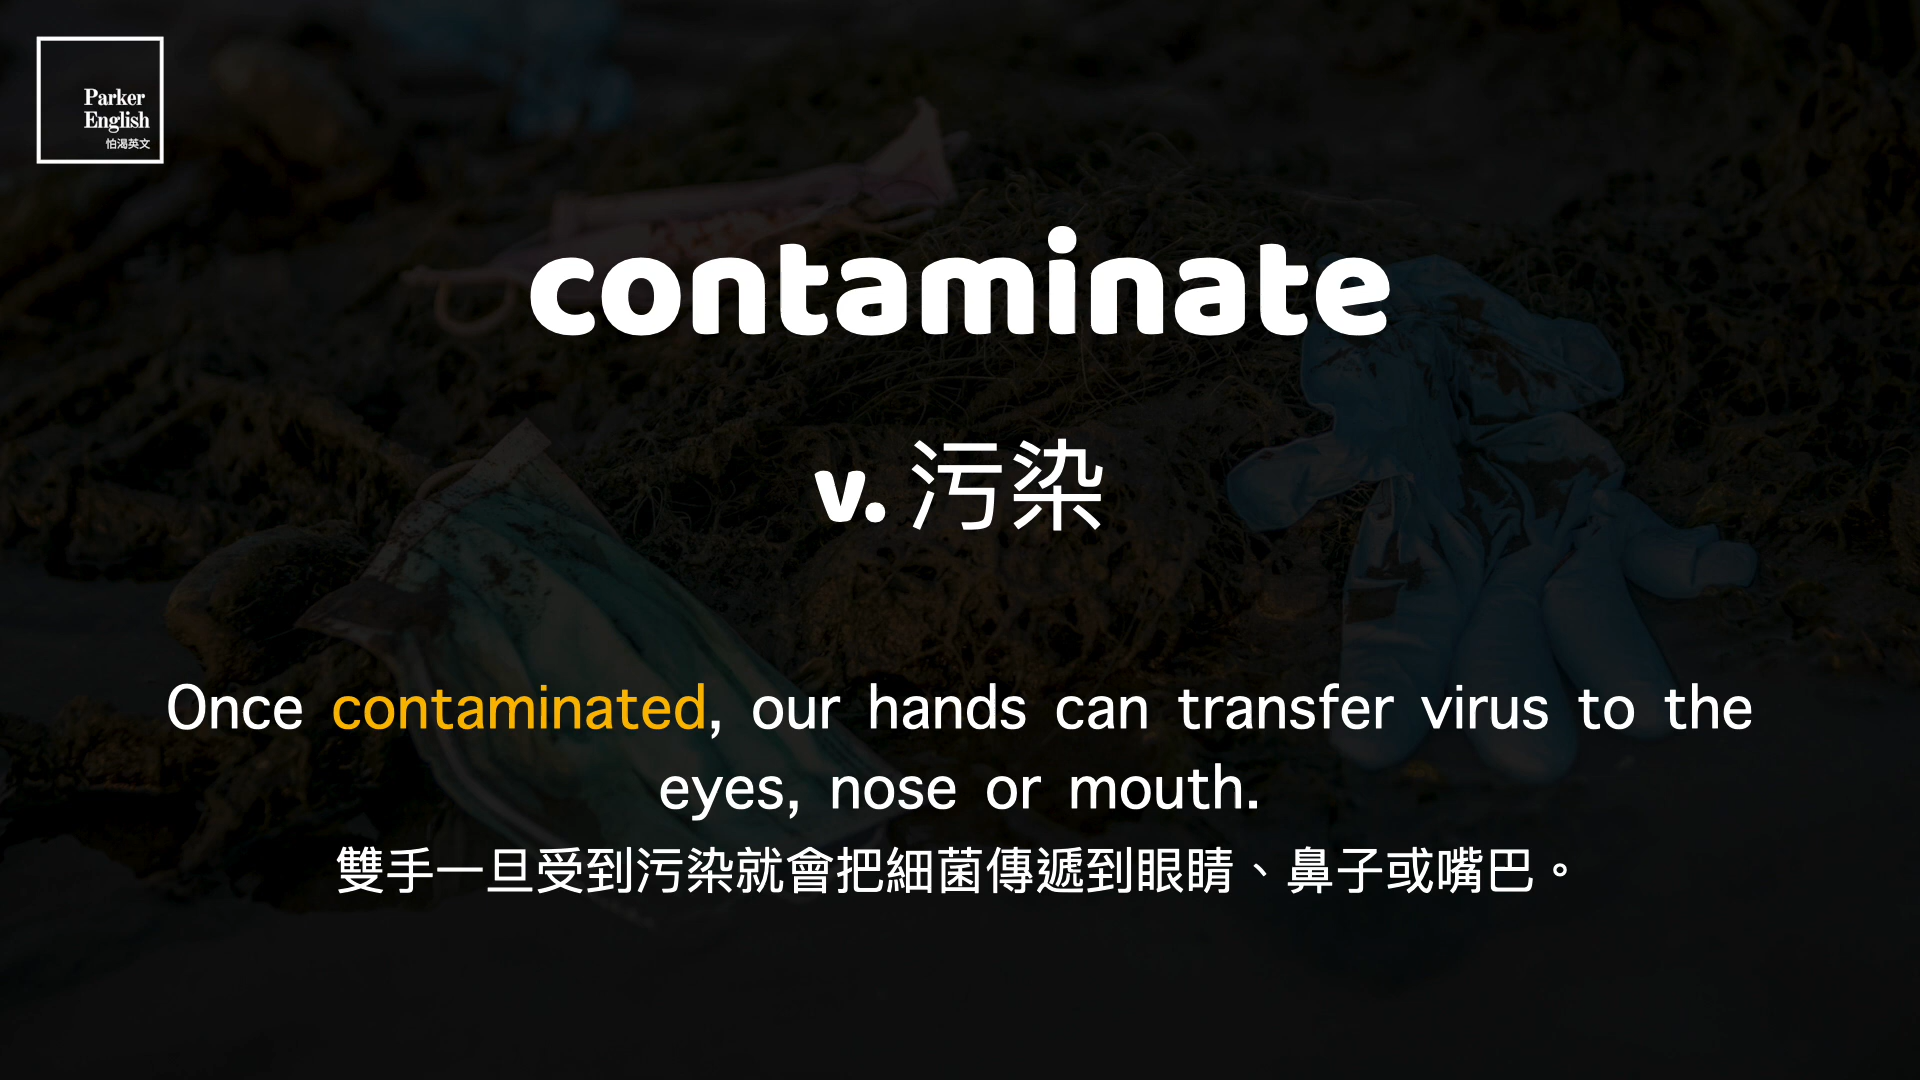 Parker
English
怕渴英文
contaminate
v. 污染
Once contaminated, our hands can transfer virus to the
eyes, nose or mouth.
雙手一旦受到污染就會把細菌傳遞到眼睛、鼻子或嘴巴。